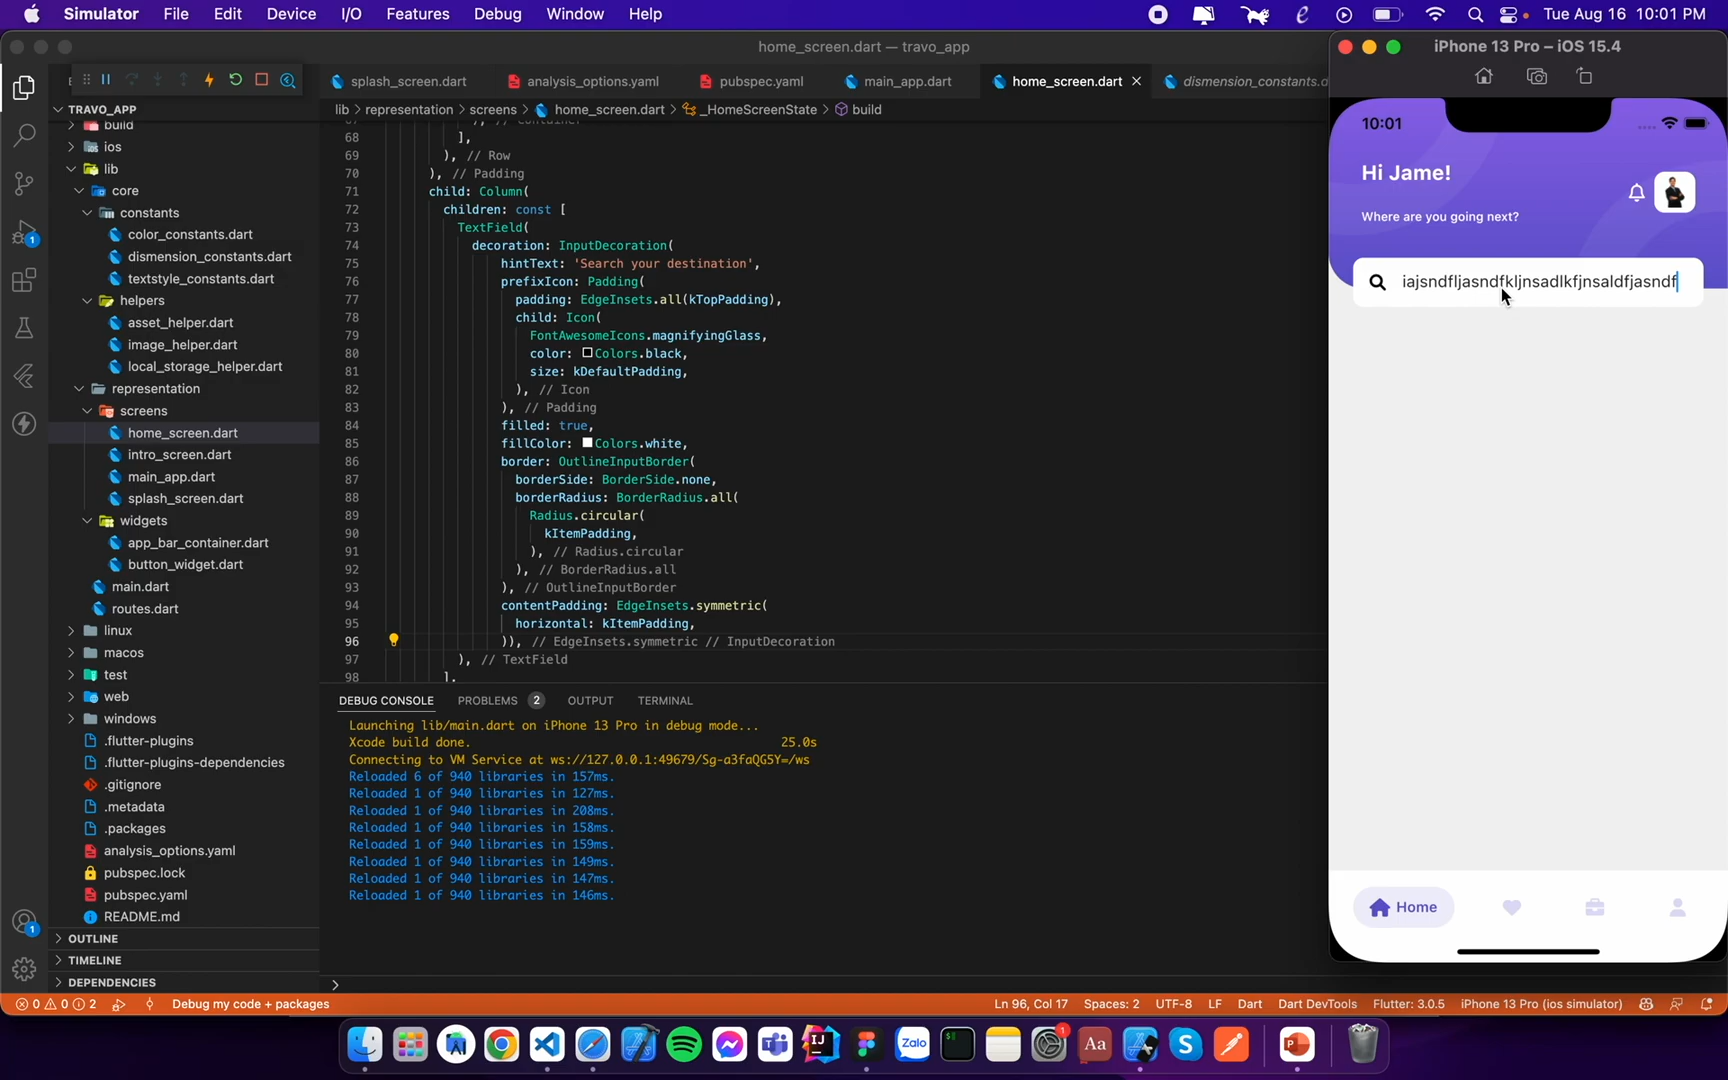 Simulator File Edit Device I/O Features Debug Window Help Tue Aug 16 10:01 PM
home_screen.dart — travo_app
splash_screen.dart analysis_options.yaml pubspec.yaml main_app.dart home_screen.dart dismension_constants.d
lib > representation > screens > home_screen.dart > _HomeScreenState > build
TRAVO_APP
build
ios
lib
core
constants
color_constants.dart
dismension_constants.dart
textstyle_constants.dart
helpers
asset_helper.dart
image_helper.dart
local_storage_helper.dart
representation
screens
home_screen.dart
intro_screen.dart
main_app.dart
splash_screen.dart
widgets
app_bar_container.dart
button_widget.dart
main.dart
routes.dart
linux
macos
test
web
windows
.flutter-plugins
.flutter-plugins-dependencies
.gitignore
.metadata
.packages
analysis_options.yaml
pubspec.lock
pubspec.yaml
README.md
OUTLINE
TIMELINE
DEPENDENCIES
68 ],
69 ), // Row
70 ), // Padding
71 child: Column(
72 children: const [
73 TextField(
74 decoration: InputDecoration(
75 hintText: 'Search your destination',
76 prefixIcon: Padding(
77 padding: EdgeInsets.all(kTopPadding),
78 child: Icon(
79 FontAwesomeIcons.magnifyingGlass,
80 color: Colors.black,
81 size: kDefaultPadding,
82 ), // Icon
83 ), // Padding
84 filled: true,
85 fillColor: Colors.white,
86 border: OutlineInputBorder(
87 borderSide: BorderSide.none,
88 borderRadius: BorderRadius.all(
89 Radius.circular(
90 kItemPadding,
91 ), // Radius.circular
92 ), // BorderRadius.all
93 ), // OutlineInputBorder
94 contentPadding: EdgeInsets.symmetric(
95 horizontal: kItemPadding,
96 )), // EdgeInsets.symmetric // InputDecoration
97 ), // TextField
98 ],
DEBUG CONSOLE PROBLEMS 2 OUTPUT TERMINAL
Launching lib/main.dart on iPhone 13 Pro in debug mode...
Xcode build done. 25.0s
Connecting to VM Service at ws://127.0.0.1:49679/Sg-a3faQG5Y=/ws
Reloaded 6 of 940 libraries in 157ms.
Reloaded 1 of 940 libraries in 127ms.
Reloaded 1 of 940 libraries in 208ms.
Reloaded 1 of 940 libraries in 158ms.
Reloaded 1 of 940 libraries in 159ms.
Reloaded 1 of 940 libraries in 149ms.
Reloaded 1 of 940 libraries in 147ms.
Reloaded 1 of 940 libraries in 146ms.
iPhone 13 Pro – iOS 15.4
10:01
Hi Jame!
Where are you going next?
iajsndfljasndfkljnsadlkfjnsaldfjasndf
Home
0 0 2 Debug my code + packages Ln 96, Col 17 Spaces: 2 UTF-8 LF Dart Dart DevTools Flutter: 3.0.5 iPhone 13 Pro (ios simulator)
Zalo Aa 1